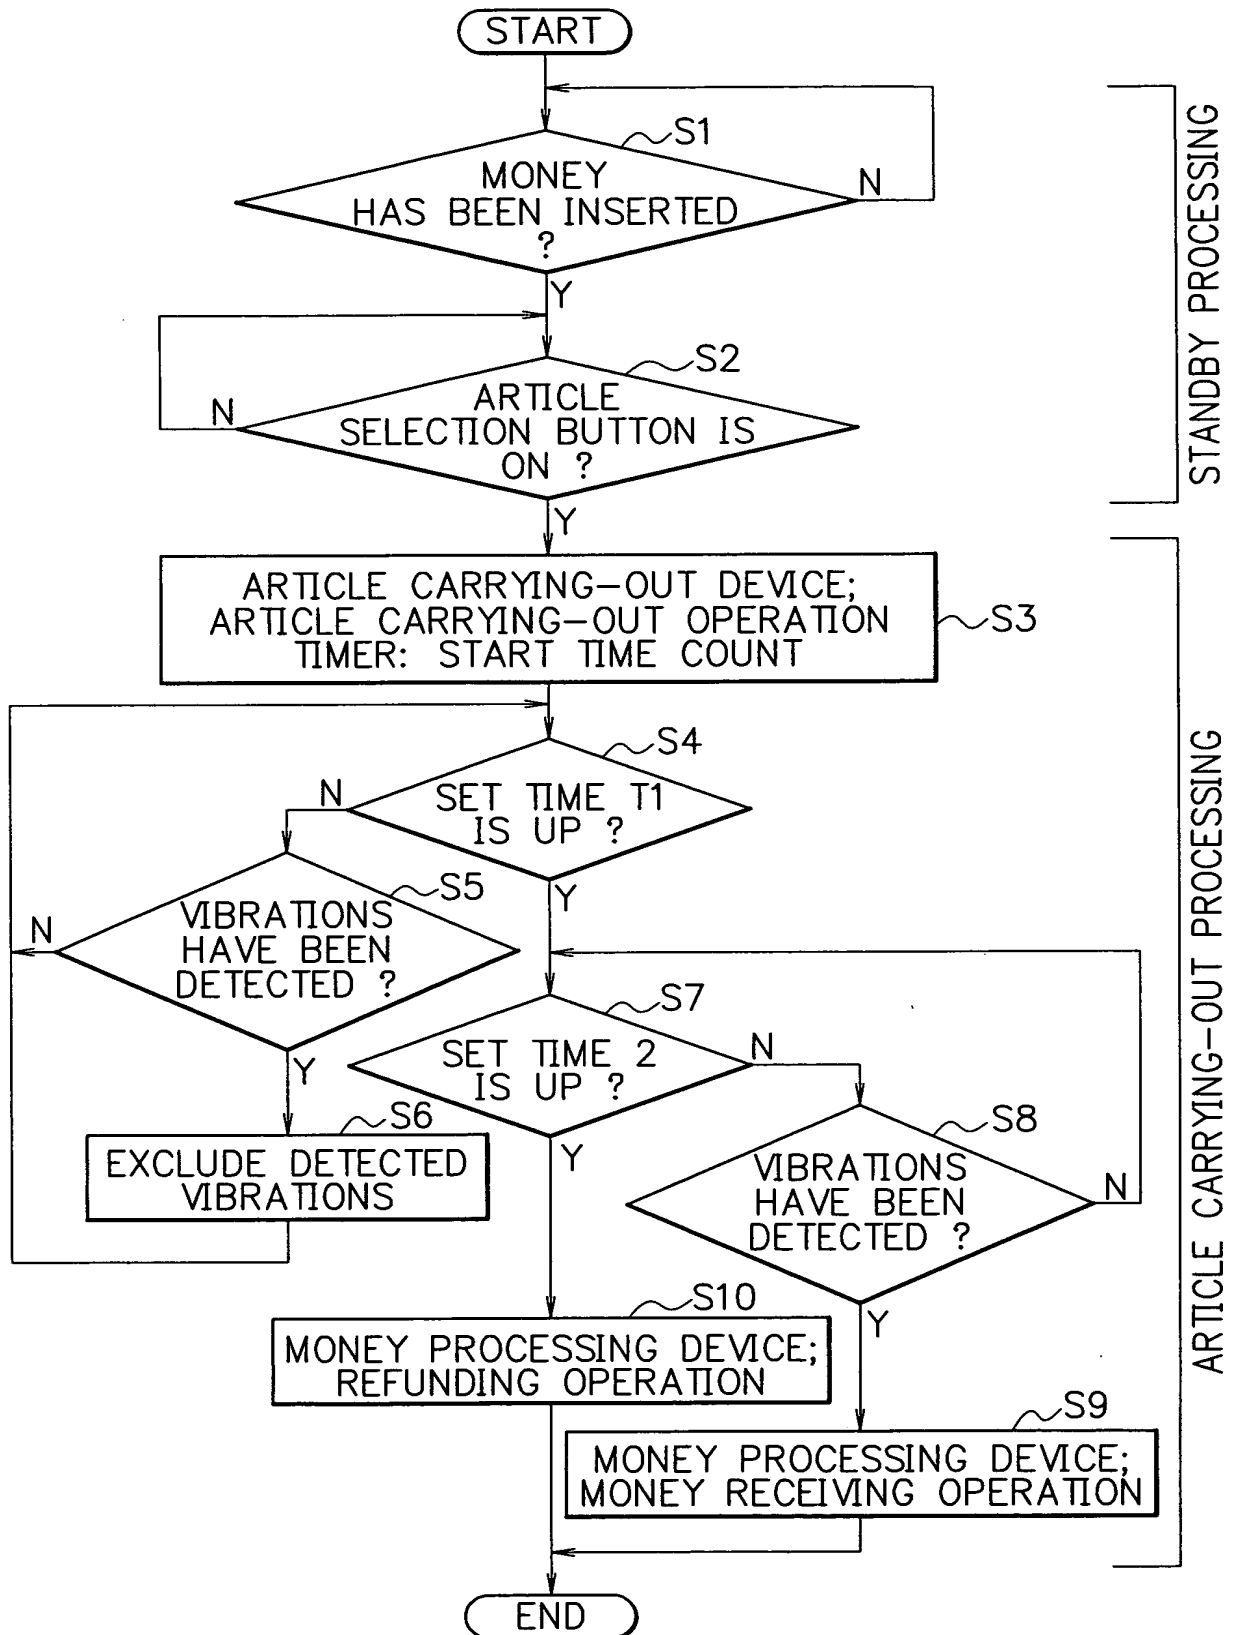 START
S1
MONEY
HAS BEEN INSERTED
?
N
Y
S2
ARTICLE
SELECTION BUTTON IS
ON ?
N
Y
STANDBY PROCESSING
ARTICLE CARRYING-OUT DEVICE;
ARTICLE CARRYING-OUT OPERATION
TIMER: START TIME COUNT
S3
S4
SET TIME T1
IS UP ?
N
Y
S5
VIBRATIONS
HAVE BEEN
DETECTED ?
N
Y
S6
EXCLUDE DETECTED
VIBRATIONS
S7
SET TIME 2
IS UP ?
N
Y
S8
VIBRATIONS
HAVE BEEN
DETECTED ?
N
Y
S10
MONEY PROCESSING DEVICE;
REFUNDING OPERATION
S9
MONEY PROCESSING DEVICE;
MONEY RECEIVING OPERATION
ARTICLE CARRYING-OUT PROCESSING
END